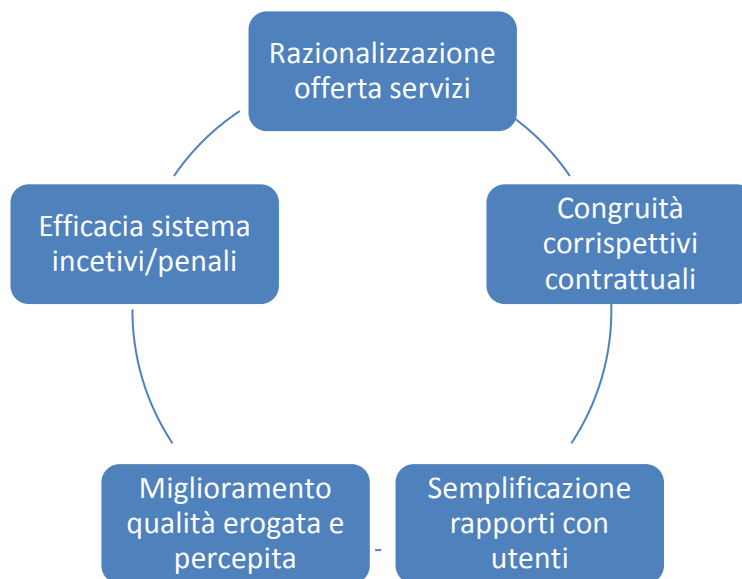 Razionalizzazione
offerta servizi
Congruità
corrispettivi
contrattuali
Semplificazione
rapporti con
utenti
Miglioramento
qualità erogata e
percepita
Efficacia sistema
incetivi/penali